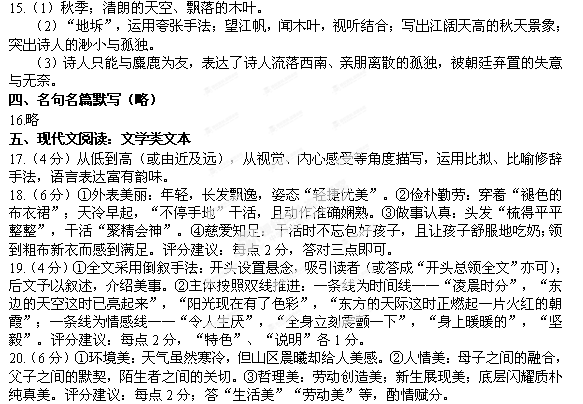 15.（1）秋季；清朗的天空、飘落的木叶。
（2）“地坼”，运用夸张手法；望江帆，闻木叶，视听结合；写出江阔天高的秋天景象；
突出诗人的渺小与孤独。
（3）诗人只能与麋鹿为友，表达了诗人流落西南、亲朋离散的孤独，被朝廷弃置的失意
与无奈。
四、名句名篇默写（略）
16.略
五、现代文阅读：文学类文本
17.（4分）从低到高（或由近及远），从视觉、内心感受等角度描写，运用比拟、比喻修辞
手法，语言表达富有韵味。
18.（6分）①外表美丽：年轻，长发飘逸，姿态“轻捷优美”。②俭朴勤劳：穿着“褪色的
布衣裙”；天冷早起，“不停手地”干活，且动作准确娴熟。③做事认真：头发“梳得平平
整整”，干活“聚精会神”。④慈爱知足：干活时不忘包好孩子，且让孩子舒服地吃奶；领
到粗布新衣而感到满足。评分建议：每点2分，答对三点即可。
19.（4分）①全文采用倒叙手法：开头设置悬念，吸引读者（或答成“开头总领全文”亦可）；
后文予以叙述，介绍美事。②主体按照双线推进：一条线为时间线——“凌晨时分”，“东
边的天空这时已亮起来”，“阳光现在有了色彩”，“东方的天际这时正燃起一片火红的朝
霞”；一条线为情感线——“令人生厌”，“全身立刻震颤一下”，“身上暖暖的”，“坚
毅”。评分建议：每点2分，“特色”、“说明”各1分。
20.（6分）①环境美：天气虽然寒冷，但山区晨曦却给人美感。②人情美：母子之间的融合，
父子之间的默契，陌生者之间的关切。③哲理美：劳动创造美；新生展现美；底层闪耀质朴
纯真美。评分建议：每点2分；答“生活美”“劳动美”等，酌情赋分。